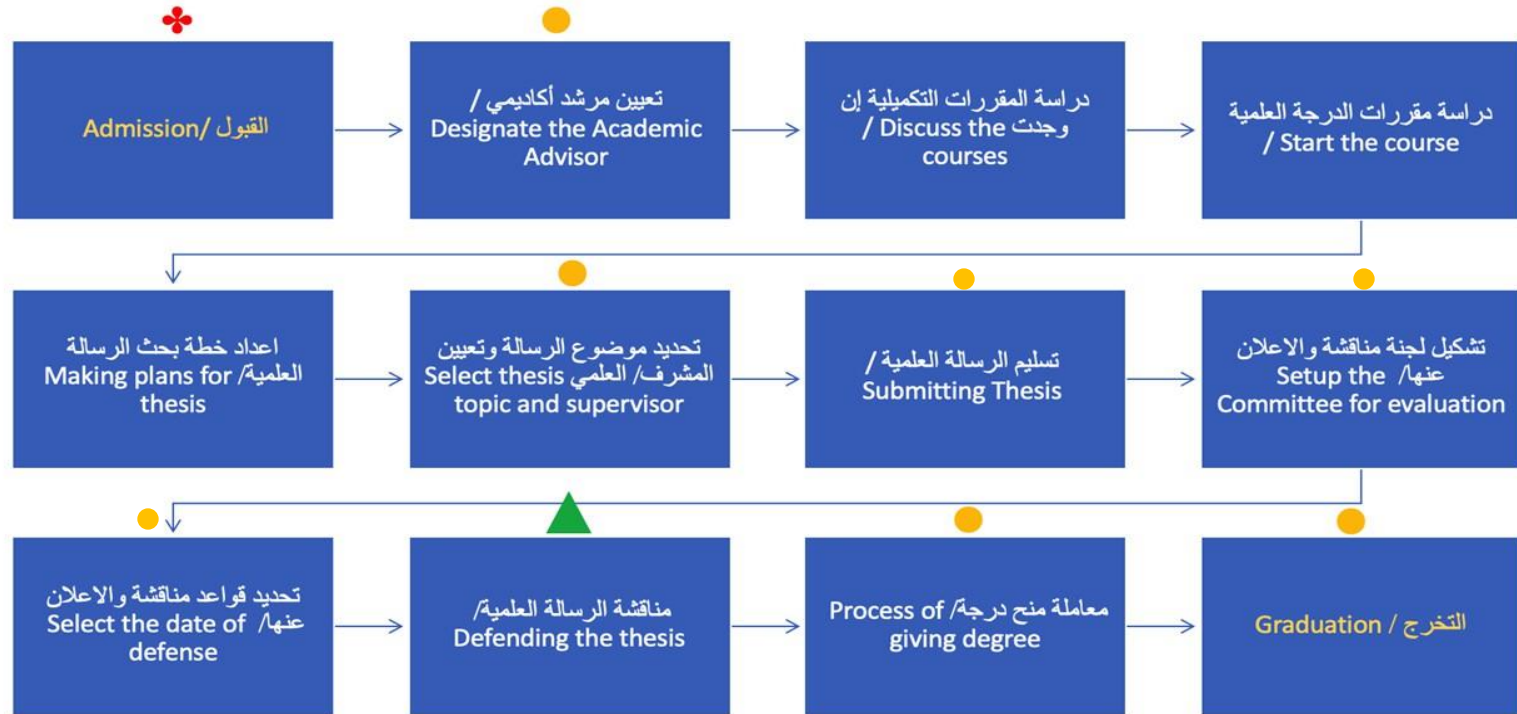 القبول /Admission
تعيين مرشد أكاديمي /
Designate the Academic
Advisor
دراسة المقررات التكميلية إن
وجدت / Discuss the
courses
دراسة مقررات الدرجة العلمية
/ Start the course
اعداد خطة بحث الرسالة
العلمية/ Making plans for
thesis
تحديد موضوع الرسالة وتعيين
المشرف/ العلمي Select thesis
topic and supervisor
تسليم الرسالة العلمية /
Submitting Thesis
تشكيل لجنة مناقشة والاعلان
عنها/ Setup the
Committee for evaluation
تحديد قواعد مناقشة والاعلان
عنها/ Select the date of
defense
مناقشة الرسالة العلمية/
Defending the thesis
معاملة منح درجة/ Process of
giving degree
التخرج / Graduation